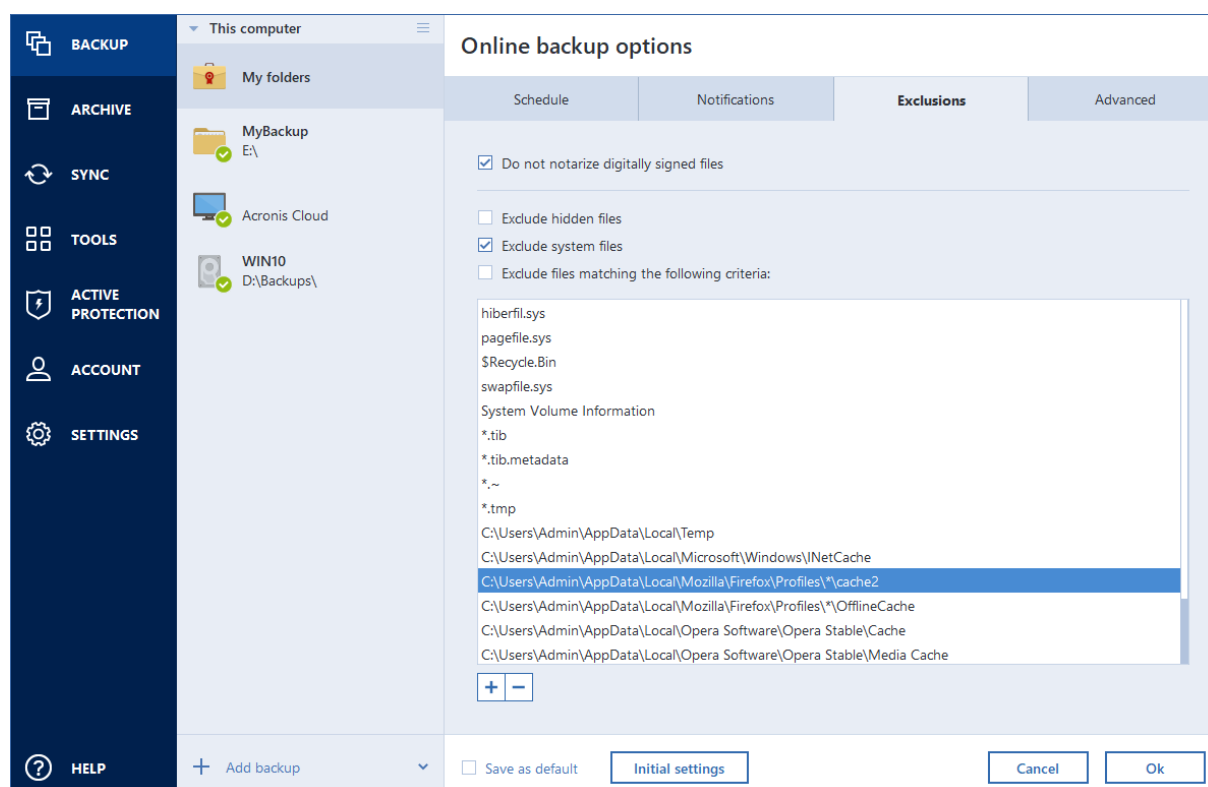 BACKUP
ARCHIVE
SYNC
TOOLS
ACTIVE
PROTECTION
ACCOUNT
SETTINGS
HELP
This computer
My folders
MyBackup
E:\
Acronis Cloud
WIN10
D:\Backups\
Add backup
Online backup options
Schedule
Notifications
Exclusions
Advanced
Do not notarize digitally signed files
Exclude hidden files
Exclude system files
Exclude files matching the following criteria:
hiberfil.sys
pagefile.sys
$Recycle.Bin
swapfile.sys
System Volume Information
*.tib
*.tib.metadata
*.~
*.tmp
C:\Users\Admin\AppData\Local\Temp
C:\Users\Admin\AppData\Local\Microsoft\Windows\INetCache
C:\Users\Admin\AppData\Local\Mozilla\Firefox\Profiles\*\cache2
C:\Users\Admin\AppData\Local\Mozilla\Firefox\Profiles\*\OfflineCache
C:\Users\Admin\AppData\Local\Opera Software\Opera Stable\Cache
C:\Users\Admin\AppData\Local\Opera Software\Opera Stable\Media Cache
Save as default
Initial settings
Cancel
Ok